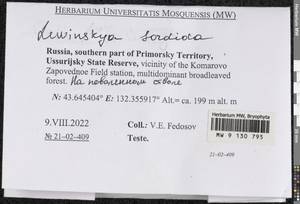 HERBARIUM UNIVERSITATIS MOSQUENSIS (MW)
Lewinskya sordida
Russia, southern part of Primorsky Territory,
Ussurijsky State Reserve, vicinity of the Komarovo
Zapovednoe Field station, multidominant broadleaved
forest. На поваленном стволе
N: 43.645404° E: 132.355917° Alt.= ca. 199 m alt. m
9.VIII.2022 Coll.: V.E. Fedosov
№ 21-02-409 Teste.
Herbarium MW, Bryophyta
MW 9 130 795
21-02-409